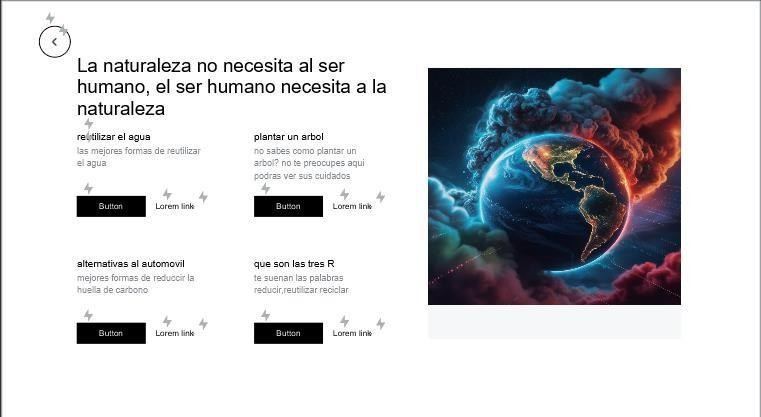 La naturaleza no necesita al ser
humano, el ser humano necesita a la
naturaleza
reutilizar el agua
las mejores formas de reutilizar
el agua
Button
Lorem link
plantar un arbol
no sabes como plantar un
arbol? no te preocupes aqui
podras ver sus cuidados
Button
Lorem link
alternativas al automovil
mejores formas de reduccir la
huella de carbono
Button
Lorem link
que son las tres R
te suenan las palabras
reducir,reutilizar reciclar
Button
Lorem link